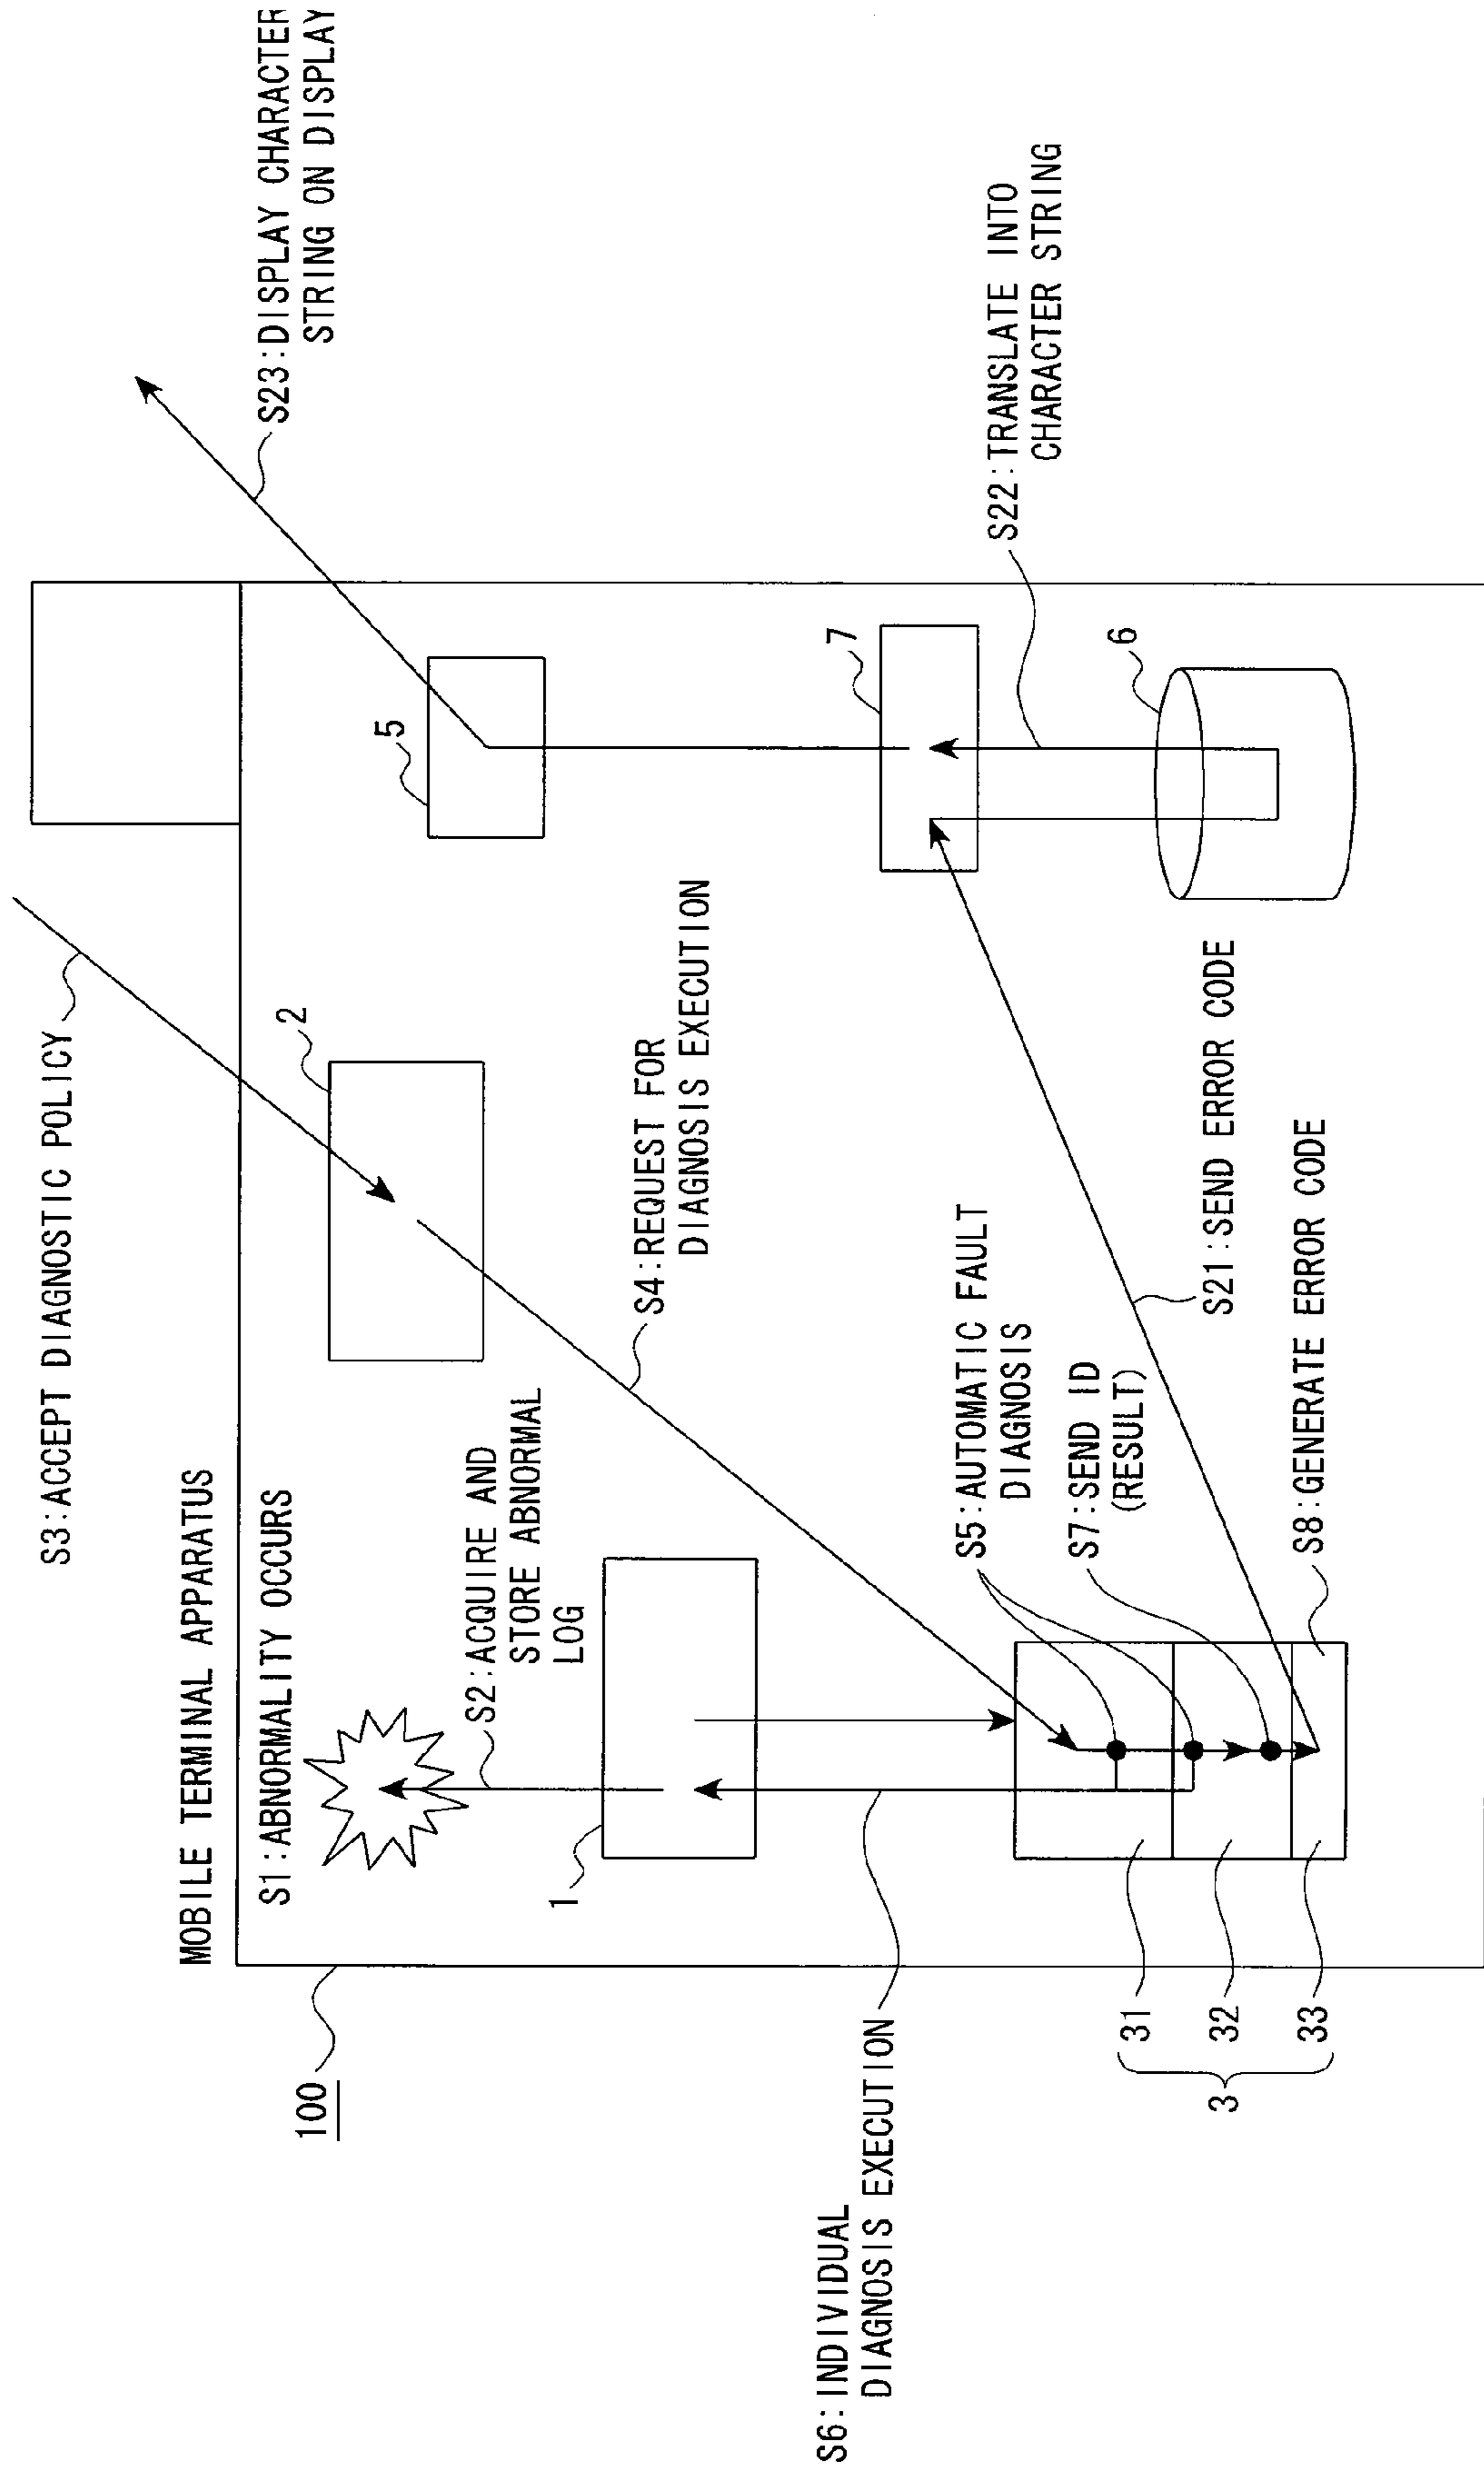 S3:ACCEPT DIAGNOSTIC POLICY
MOBILE TERMINAL APPARATUS
100
S1:ABNORMALITY OCCURS
S2:ACQUIRE AND
STORE ABNORMAL
LOG
1
2
S4:REQUEST FOR
DIAGNOSIS EXECUTION
5
S23:DISPLAY CHARACTER
STRING ON DISPLAY
7
S22:TRANSLATE INTO
CHARACTER STRING
6
S6:INDIVIDUAL
DIAGNOSIS EXECUTION
S5:AUTOMATIC FAULT
DIAGNOSIS
S7:SEND ID
(RESULT)
S21:SEND ERROR CODE
S8:GENERATE ERROR CODE
31
32
33
3